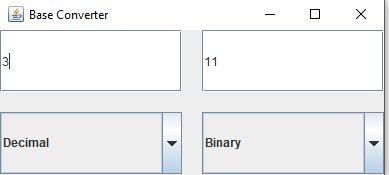 Base Converter
3
11
Decimal
Binary